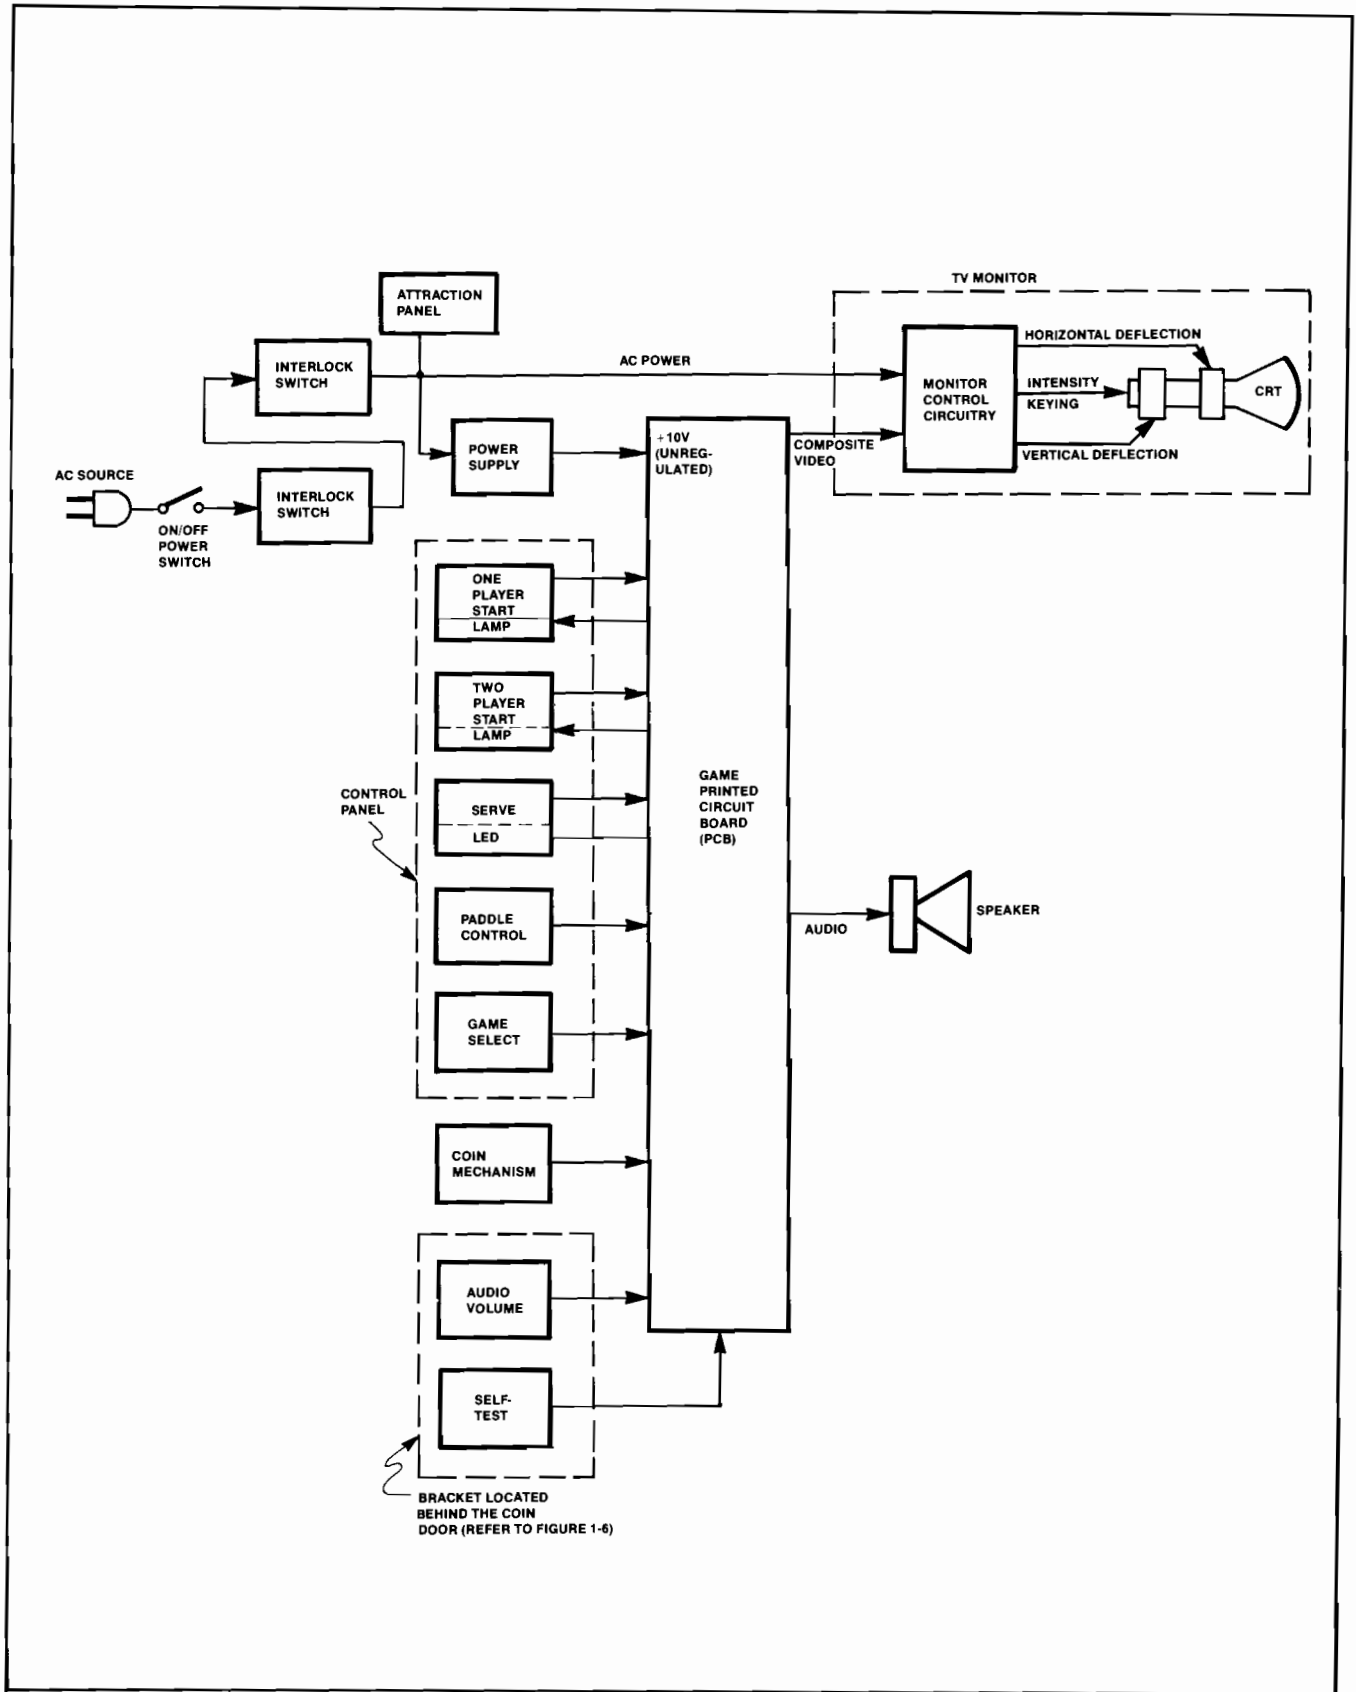 TV MONITOR
ATTRACTION
PANEL
HORIZONTAL DEFLECTION
INTERLOCK
SWITCH
AC POWER
MONITOR
CONTROL
CIRCUITRY
INTENSITY
KEYING
CRT
VERTICAL DEFLECTION
+10V
(UNREG-
ULATED)
COMPOSITE
VIDEO
POWER
SUPPLY
AC SOURCE
INTERLOCK
SWITCH
ON/OFF
POWER
SWITCH
ONE
PLAYER
START
LAMP
TWO
PLAYER
START
LAMP
CONTROL
PANEL
SERVE
LED
GAME
PRINTED
CIRCUIT
BOARD
(PCB)
PADDLE
CONTROL
AUDIO
SPEAKER
GAME
SELECT
COIN
MECHANISM
AUDIO
VOLUME
SELF-
TEST
BRACKET LOCATED
BEHIND THE COIN
DOOR (REFER TO FIGURE 1-6)